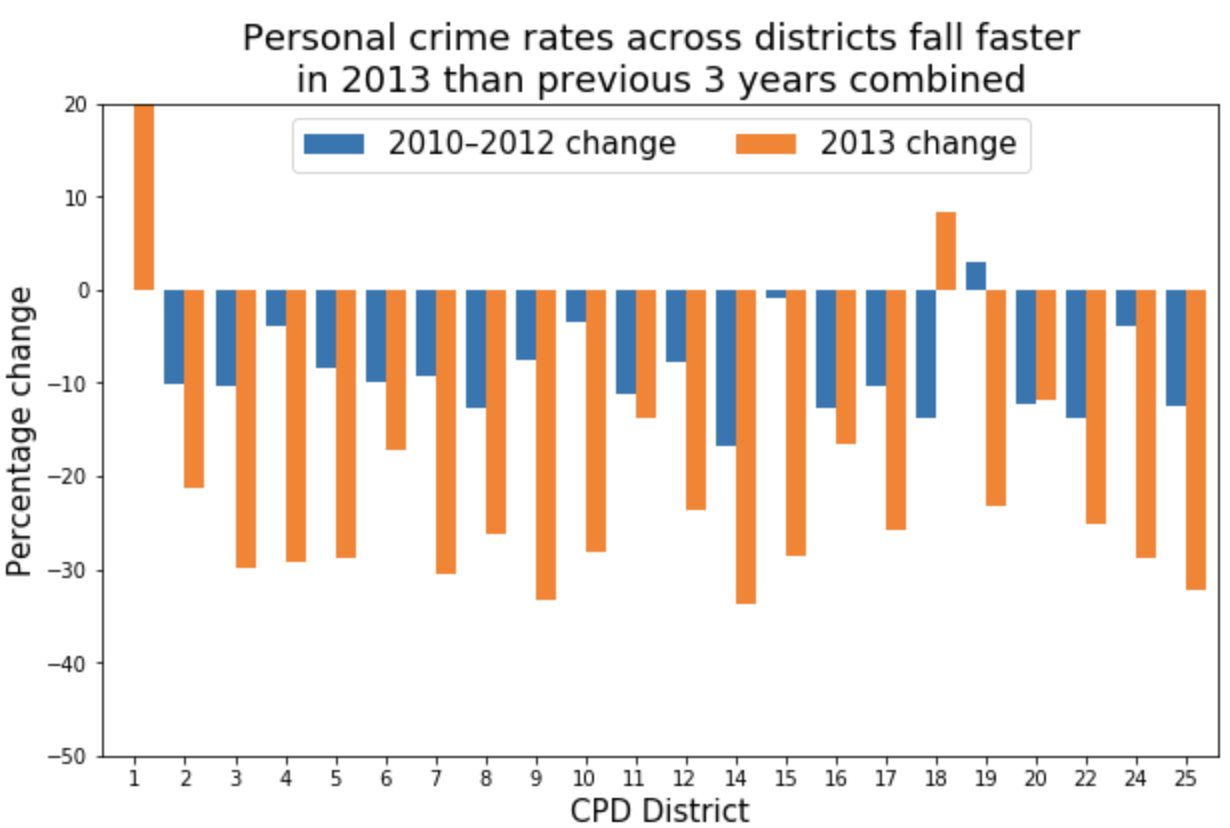 Personal crime rates across districts fall faster
in 2013 than previous 3 years combined
2010–2012 change
2013 change
Percentage change
20
10
0
−10
−20
−30
−40
−50
1 2 3 4 5 6 7 8 9 10 11 12 14 15 16 17 18 19 20 22 24 25
CPD District